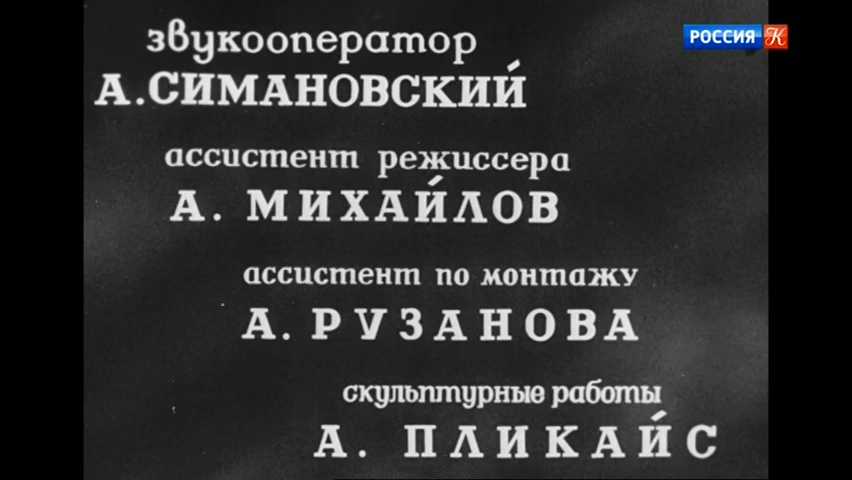 звукооператор
РОССИЯ К
А. СИМАНОВСКИЙ
ассистент режиссера
А. МИХАЙЛОВ
ассистент по монтажу
А. РУЗАНОВА
скульптурные работы
А. ПЛИКАЙС